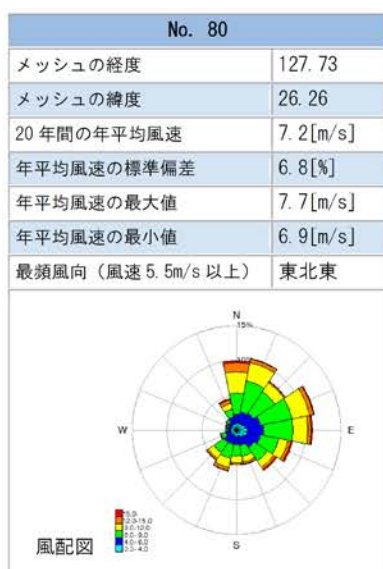 No. 80
メッシュの経度 127.73
メッシュの緯度 26.26
20年間の年平均風速 7.2[m/s]
年平均風速の標準偏差 6.8[%]
年平均風速の最大値 7.7[m/s]
年平均風速の最小値 6.9[m/s]
最頻風向（風速5.5m/s以上） 東北東
N
15%
W
E
S
風配図